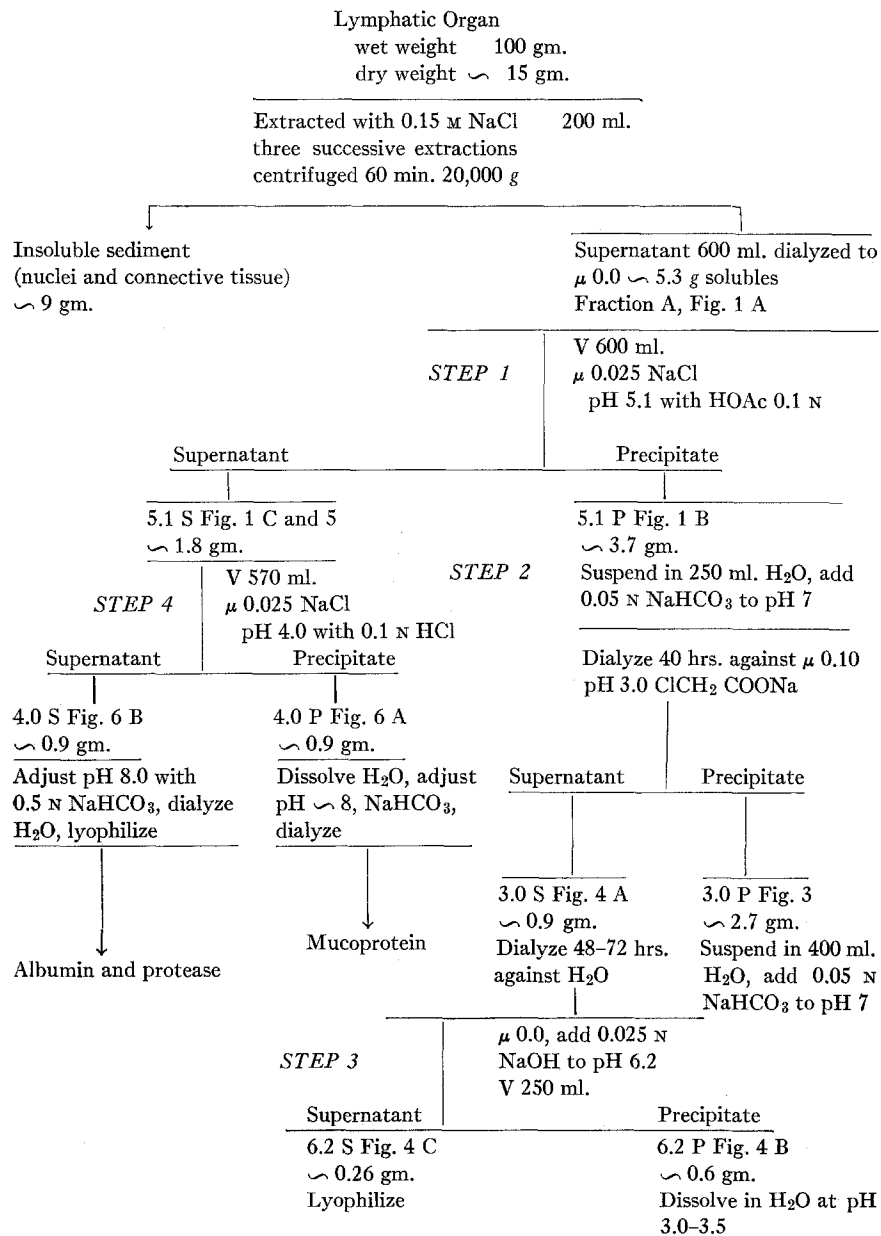 Lymphatic Organ
wet weight 100 gm.
dry weight ∽ 15 gm.
Extracted with 0.15 M NaCl 200 ml.
three successive extractions
centrifuged 60 min. 20,000 g
Insoluble sediment
(nuclei and connective tissue)
∽ 9 gm.
Supernatant 600 ml. dialyzed to
μ 0.0 ∽ 5.3 g solubles
Fraction A, Fig. 1 A
STEP 1
V 600 ml.
μ 0.025 NaCl
pH 5.1 with HOAc 0.1 N
Supernatant
Precipitate
5.1 S Fig. 1 C and 5
∽ 1.8 gm.
5.1 P Fig. 1 B
∽ 3.7 gm.
STEP 2
Suspend in 250 ml. H₂O, add
0.05 N NaHCO₃ to pH 7
STEP 4
V 570 ml.
μ 0.025 NaCl
pH 4.0 with 0.1 N HCl
Dialyze 40 hrs. against μ 0.10
pH 3.0 ClCH₂ COONa
Supernatant
Precipitate
4.0 S Fig. 6 B
∽ 0.9 gm.
Adjust pH 8.0 with
0.5 N NaHCO₃, dialyze
H₂O, lyophilize
4.0 P Fig. 6 A
∽ 0.9 gm.
Dissolve H₂O, adjust
pH ∽ 8, NaHCO₃,
dialyze
Supernatant
Precipitate
Albumin and protease
Mucoprotein
3.0 S Fig. 4 A
∽ 0.9 gm.
Dialyze 48–72 hrs.
against H₂O
3.0 P Fig. 3
∽ 2.7 gm.
Suspend in 400 ml.
H₂O, add 0.05 N
NaHCO₃ to pH 7
STEP 3
μ 0.0, add 0.025 N
NaOH to pH 6.2
V 250 ml.
Supernatant
Precipitate
6.2 S Fig. 4 C
∽ 0.26 gm.
Lyophilize
6.2 P Fig. 4 B
∽ 0.6 gm.
Dissolve in H₂O at pH
3.0–3.5